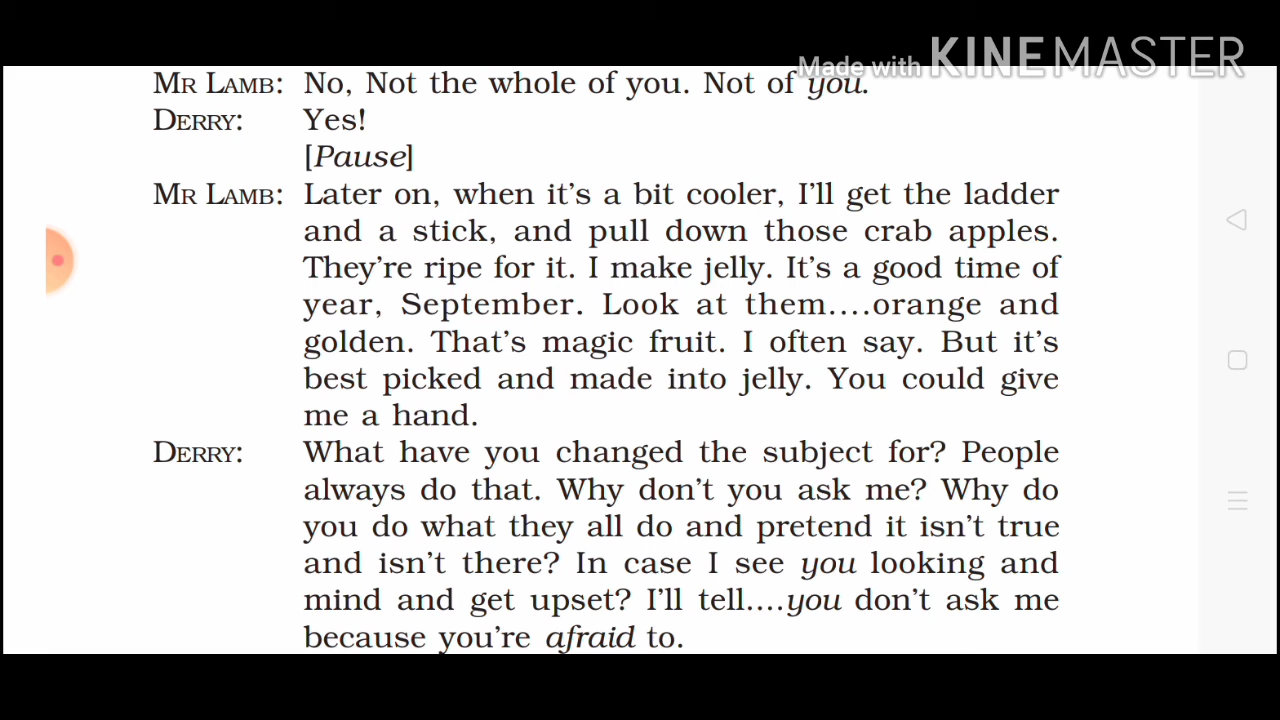 Made with KINEMASTER
MR LAMB: No, Not the whole of you. Not of you.
DERRY: Yes!
[Pause]
MR LAMB: Later on, when it's a bit cooler, I'll get the ladder
and a stick, and pull down those crab apples.
They're ripe for it. I make jelly. It's a good time of
year, September. Look at them....orange and
golden. That's magic fruit. I often say. But it's
best picked and made into jelly. You could give
me a hand.
DERRY: What have you changed the subject for? People
always do that. Why don't you ask me? Why do
you do what they all do and pretend it isn't true
and isn't there? In case I see you looking and
mind and get upset? I'll tell....you don't ask me
because you're afraid to.